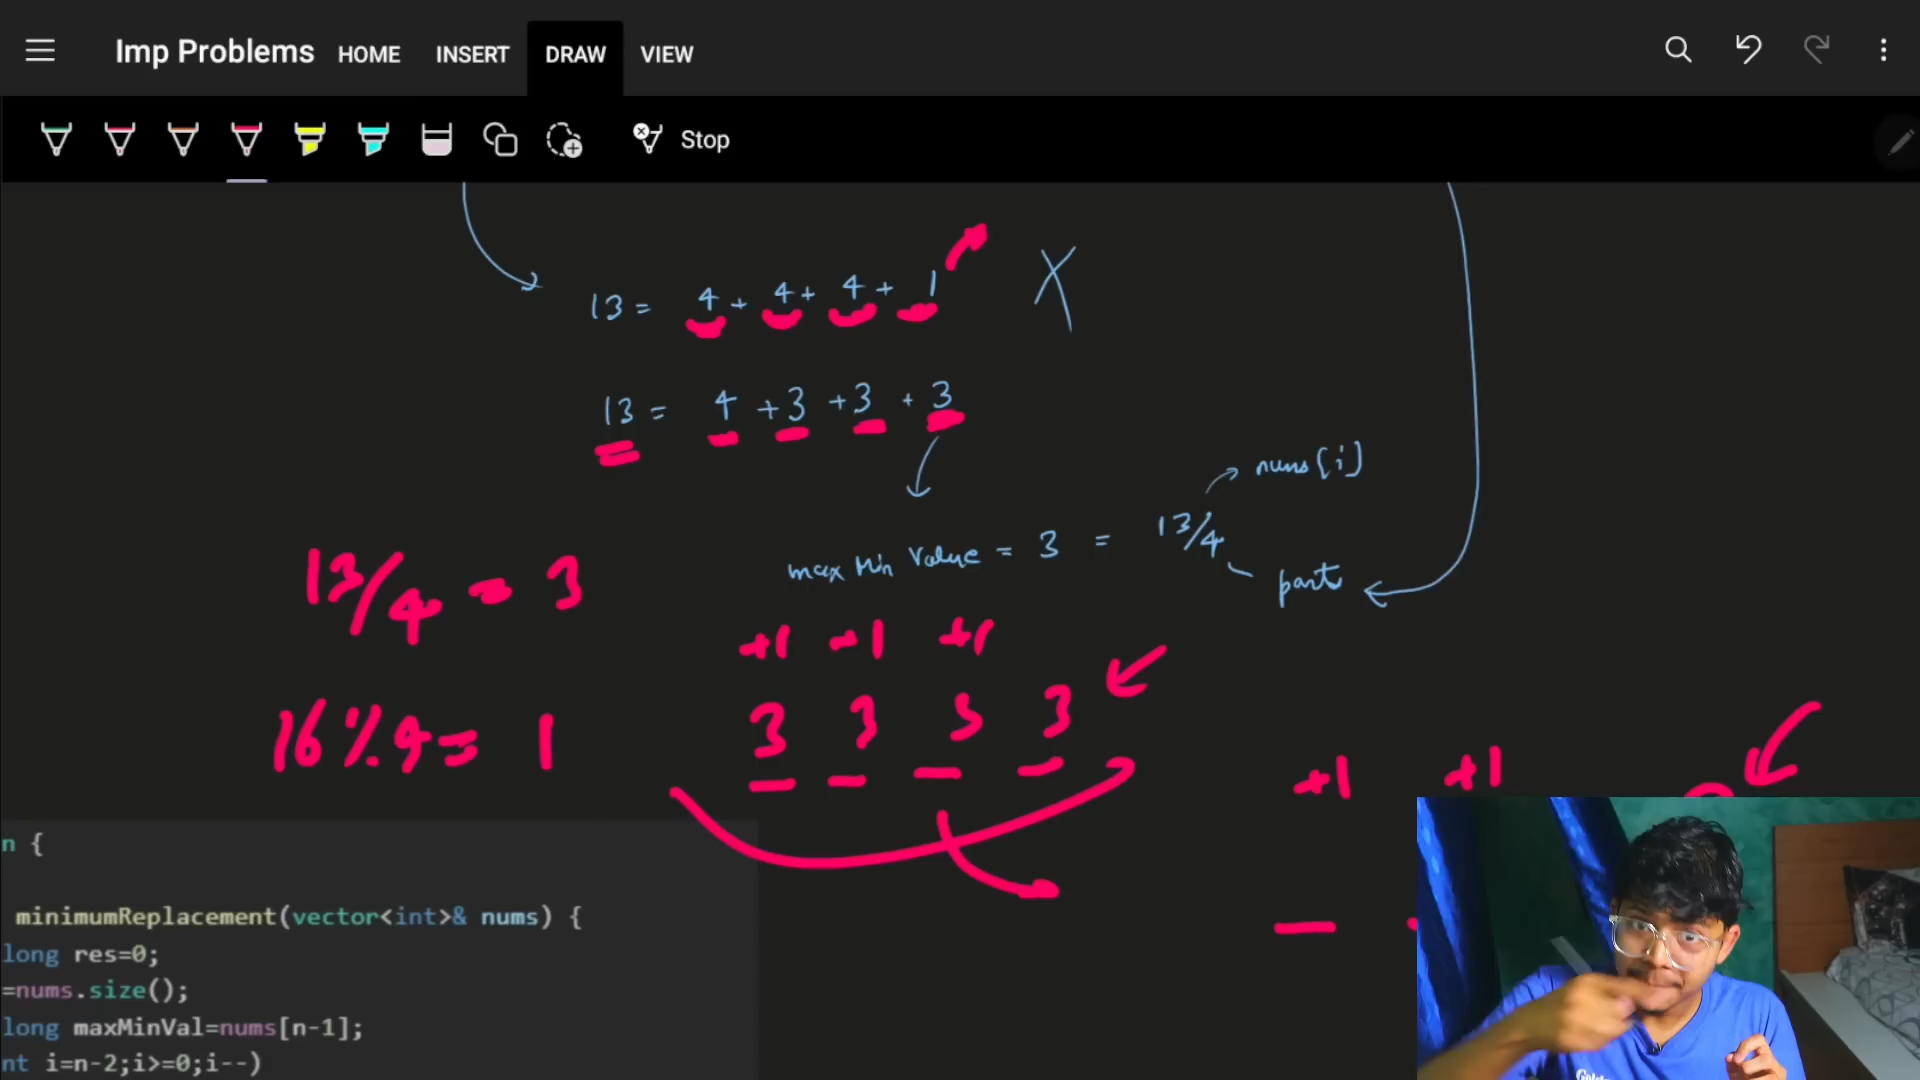 Imp Problems HOME INSERT DRAW VIEW
Stop
13 = 4 + 4 + 4 + 1 X
13 = 4 + 3 + 3 + 3
nums[i]
max Min Value = 3 = 13/4
part
13/4 = 3
+1 +1 +1
3 3 3 3
16 % 4 = 1
+1 +1
n {
minimumReplacement(vector<int>& nums) {
long res=0;
=nums.size();
long maxMinVal=nums[n-1];
nt i=n-2;i>=0;i--)